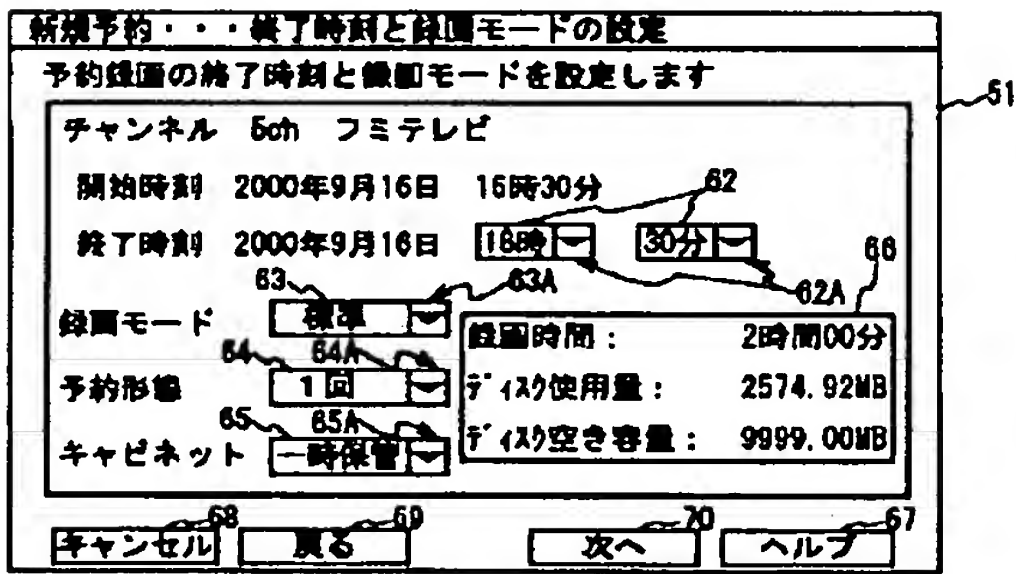 新規予約・・・終了時刻と録画モードの設定
予約録画の終了時刻と録画モードを設定します
51
チャンネル 5ch フミテレビ
開始時刻 2000年9月16日 16時30分
62
終了時刻 2000年9月16日 18時 30分
66
63 63A 62A
録画モード 標準
録画時間： 2時間00分
64 64A
予約形態 1回
ディスク使用量： 2574.92MB
65 65A
キャビネット 一時保管
ディスク空き容量： 9999.00MB
68 69 70 67
キャンセル 戻る 次へ ヘルプ